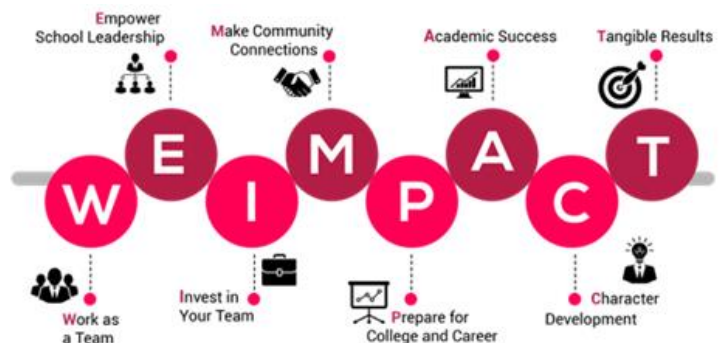 Empower
School Leadership
Make Community
Connections
Academic Success
Tangible Results
W E I M P A C T
Work as
a Team
Invest in
Your Team
Prepare for
College and Career
Character
Development